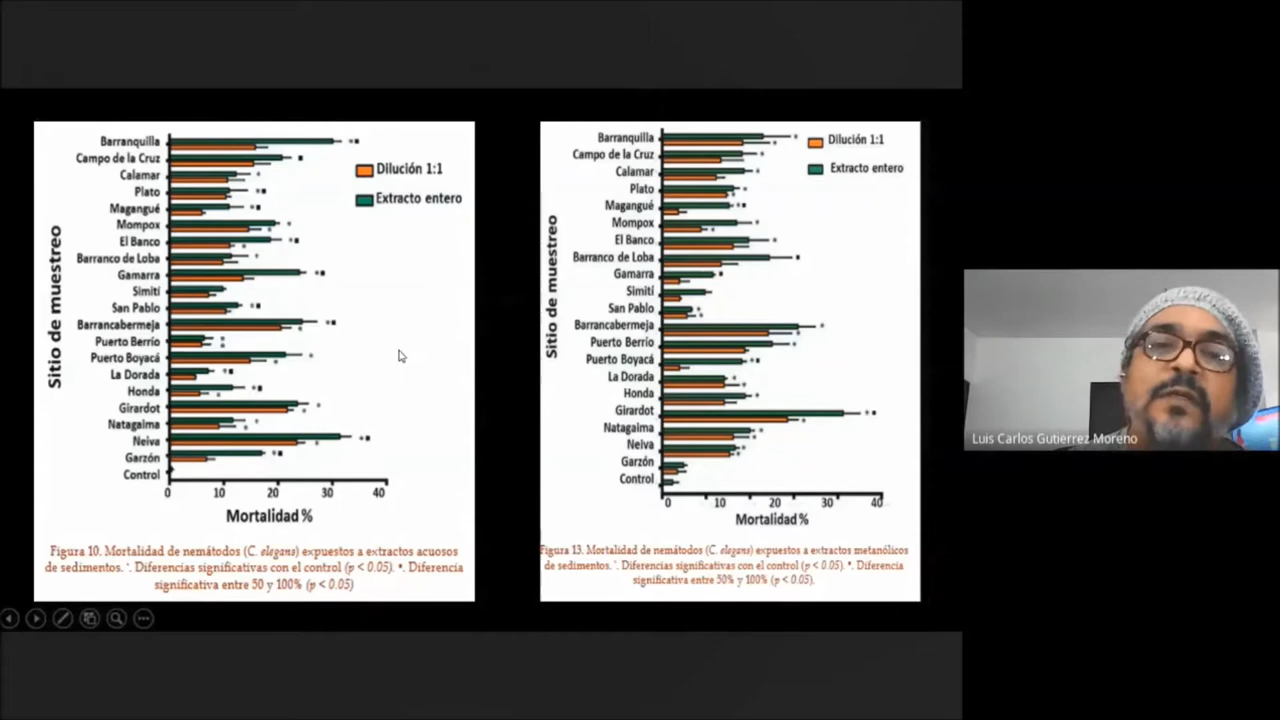 Barranquilla
Campo de la Cruz
Calamar
Plato
Magangué
Mompox
El Banco
Barranco de Loba
Gamarra
Simití
San Pablo
Barrancabermeja
Puerto Berrío
Puerto Boyacá
La Dorada
Honda
Girardot
Natagaima
Neiva
Garzón
Control
Sitio de muestreo
Dilución 1:1
Extracto entero
0 10 20 30 40
Mortalidad %
Figura 10. Mortalidad de nemátodos (C. elegans) expuestos a extractos acuosos
de sedimentos. *. Diferencias significativas con el control (p < 0.05). ▪. Diferencia
significativa entre 50 y 100% (p < 0.05)
Barranquilla
Campo de la Cruz
Calamar
Plato
Magangué
Mompox
El Banco
Barranco de Loba
Gamarra
Simití
San Pablo
Barrancabermeja
Puerto Berrío
Puerto Boyacá
La Dorada
Honda
Girardot
Natagaima
Neiva
Garzón
Control
Sitio de muestreo
Dilución 1:1
Extracto entero
0 10 20 30 40
Mortalidad %
Figura 13. Mortalidad de nemátodos (C. elegans) expuestos a extractos metanólicos
de sedimentos. *. Diferencias significativas con el control (p < 0.05). ▪. Diferencia
significativa entre 50% y 100% (p < 0.05).
Luis Carlos Gutierrez Moreno